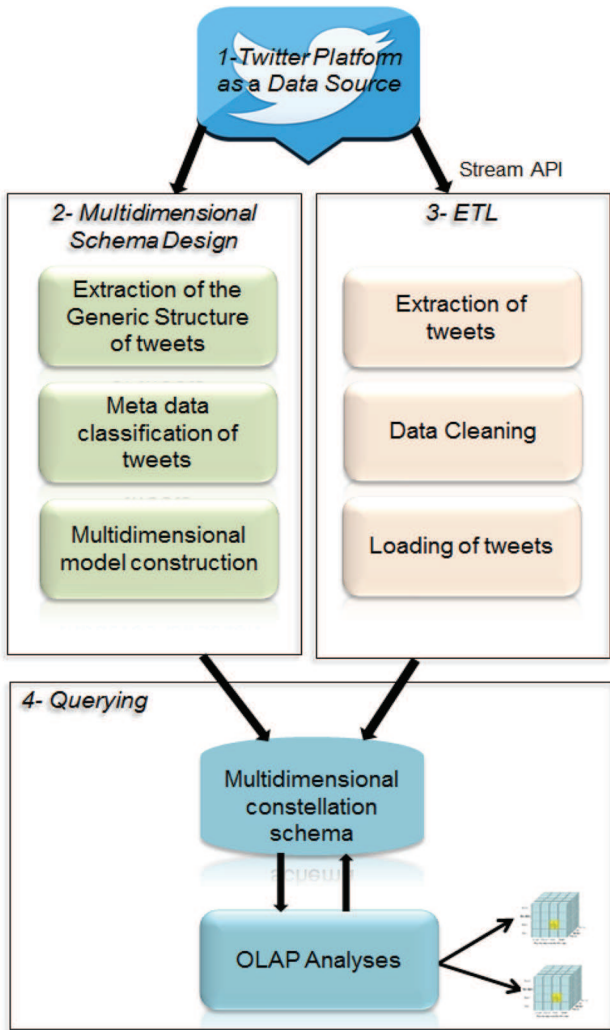 1-Twitter Platform
as a Data Source
Stream API
2- Multidimensional
Schema Design
Extraction of the
Generic Structure
of tweets
Meta data
classification of
tweets
Multidimensional
model construction
3- ETL
Extraction of
tweets
Data Cleaning
Loading of tweets
4- Querying
Multidimensional
constellation
schema
OLAP Analyses